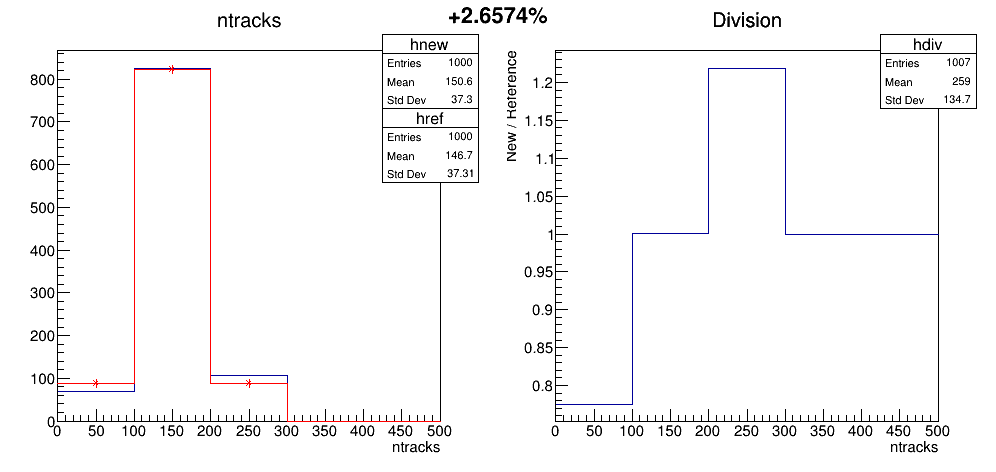 +2.6574%
ntracks
hnew
Entries 1000
Mean 150.6
Std Dev 37.3
href
Entries 1000
Mean 146.7
Std Dev 37.31
800
700
600
500
400
300
200
100
0
0 50 100 150 200 250 300 350 400 450 500
ntracks
Division
hdiv
Entries 1007
Mean 259
Std Dev 134.7
New / Reference
1.2
1.15
1.1
1.05
1
0.95
0.9
0.85
0.8
0 50 100 150 200 250 300 350 400 450 500
ntracks